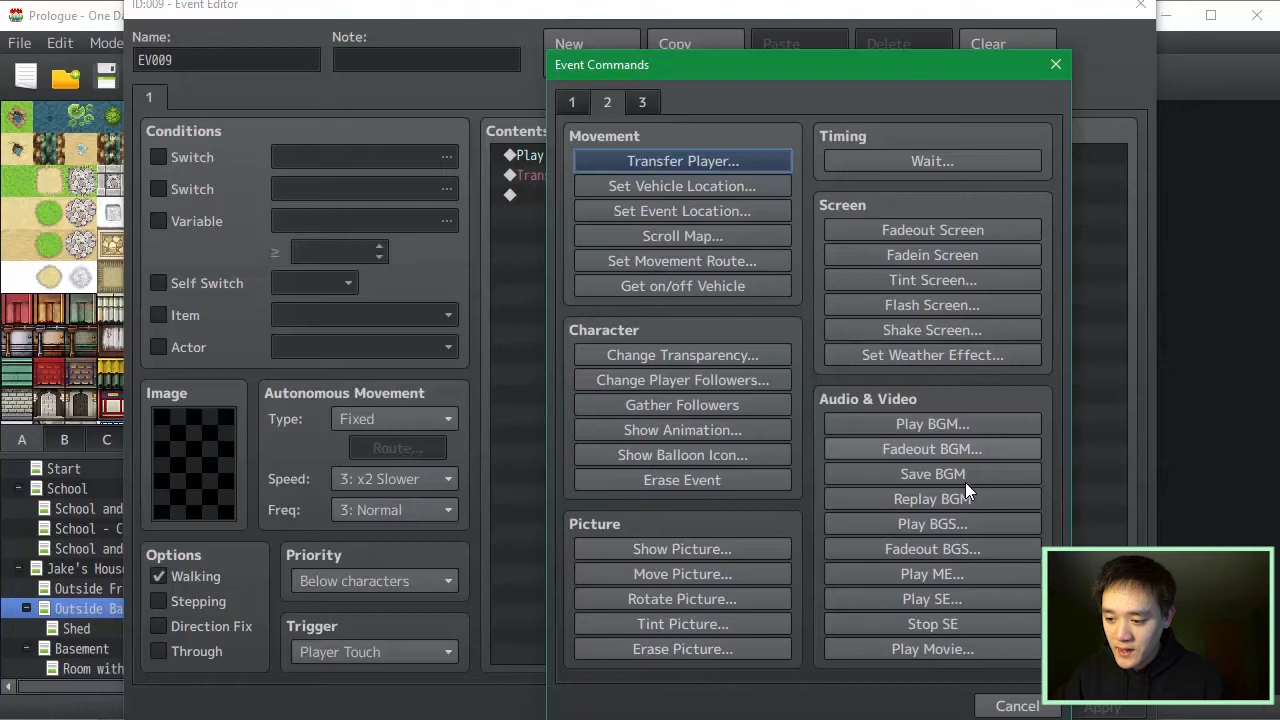 Prologue - One Da
ID:009 - Event Editor
File Edit Mode
Name:
EV009
Note:
New
Copy
Paste
Delete
Clear
1
Conditions
Switch
...
Switch
...
Variable
...
≥
Self Switch
Item
Actor
Image
Autonomous Movement
Type:
Fixed
Route...
Speed:
3: x2 Slower
Freq:
3: Normal
Options
Walking
Stepping
Direction Fix
Through
Priority
Below characters
Trigger
Player Touch
Contents
◆Play
◆Trans
◆
Event Commands
1 2 3
Movement
Transfer Player...
Set Vehicle Location...
Set Event Location...
Scroll Map...
Set Movement Route...
Get on/off Vehicle
Character
Change Transparency...
Change Player Followers...
Gather Followers
Show Animation...
Show Balloon Icon...
Erase Event
Picture
Show Picture...
Move Picture...
Rotate Picture...
Tint Picture...
Erase Picture...
Timing
Wait...
Screen
Fadeout Screen
Fadein Screen
Tint Screen...
Flash Screen...
Shake Screen...
Set Weather Effect...
Audio & Video
Play BGM...
Fadeout BGM...
Save BGM
Replay BGM
Play BGS...
Fadeout BGS...
Play ME...
Play SE...
Stop SE
Play Movie...
Cancel
Apply
A B C
Start
School
School and
School - C
School and
Jake's House
Outside Fr
Outside Ba
Shed
Basement
Room with